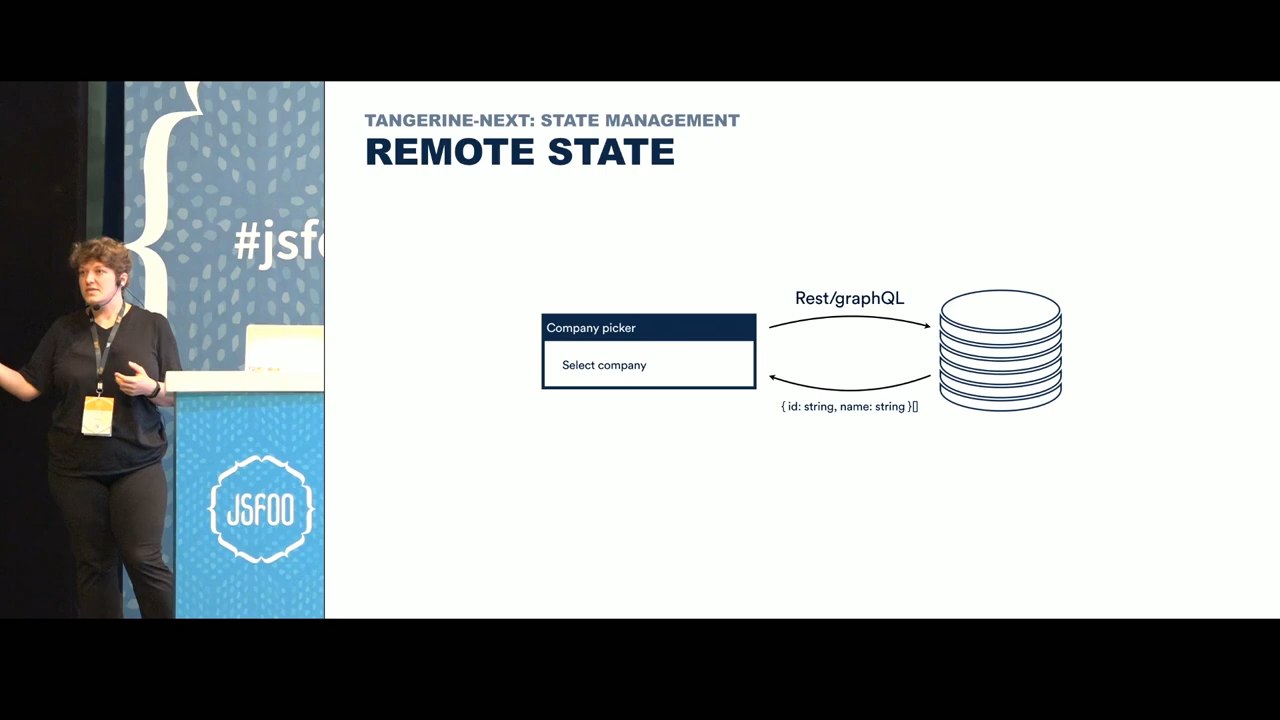 #jsf
JSFOO
TANGERINE-NEXT: STATE MANAGEMENT
REMOTE STATE
Rest/graphQL
Company picker
Select company
{ id: string, name: string }[]